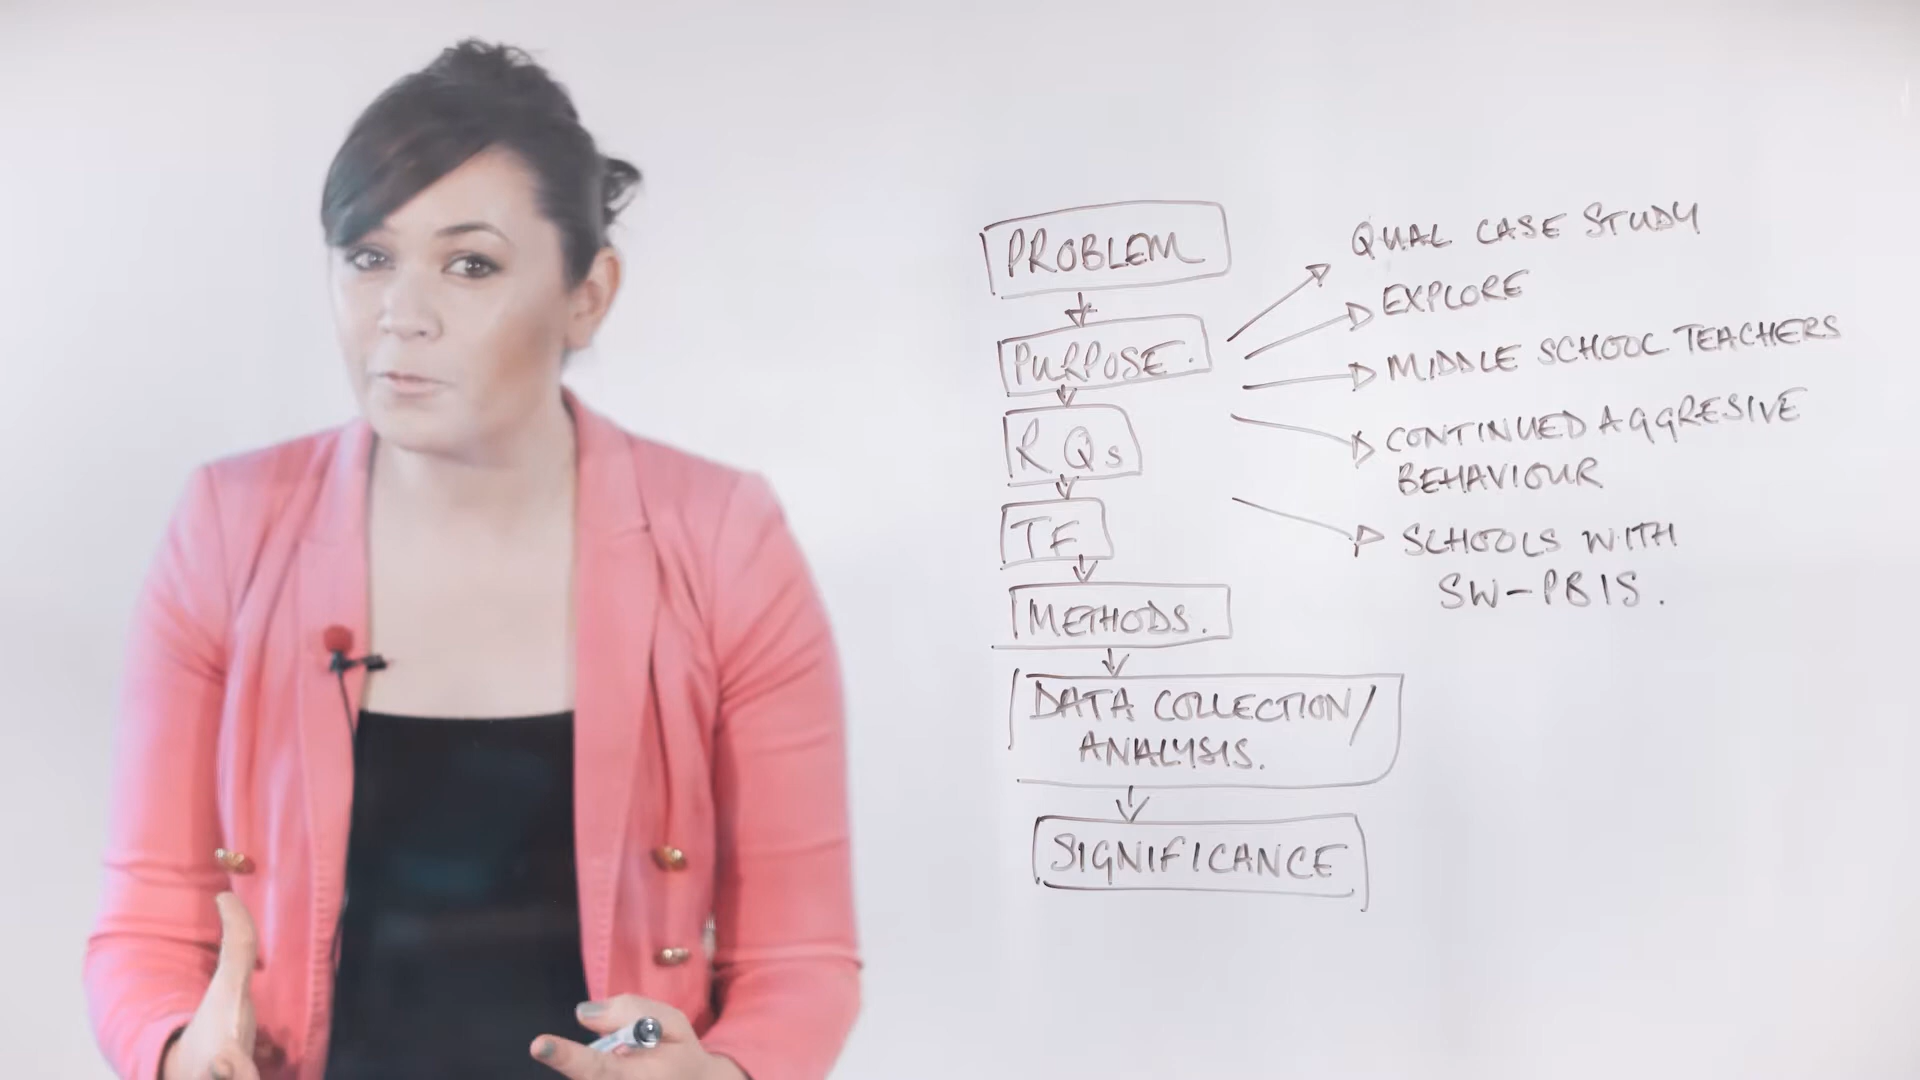 PROBLEM
PURPOSE.
RQs
TF
METHODS.
DATA COLLECTION/
ANALYSIS.
SIGNIFICANCE
QUAL CASE STUDY
EXPLORE
MIDDLE SCHOOL TEACHERS
CONTINUED AGGRESIVE
BEHAVIOUR
SCHOOLS WITH
SW-PBIS.